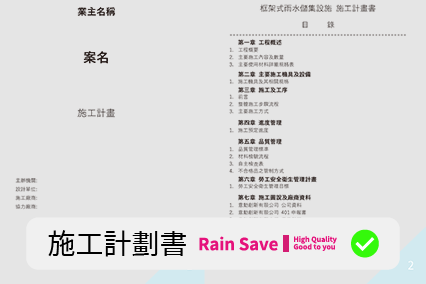 業主名稱
案名
施工計畫
主辦機關:
設計單位:
施工廠商:
協力廠商:
框架式雨水儲集設施 施工計畫書
目 錄
第一章 工程概述
1. 工程概要
2. 主要施工內容及數量
3. 主要使用材料詳圖規格表
第二章 主要施工機具及設備
1. 施工機具及其相關規格
第三章 施工及工序
1. 前言
2. 整體施工步驟流程
3. 主要施工方式
第四章 進度管理
1. 施工預定進度
第五章 品質管理
1. 品質管理標準
2. 材料檢驗流程
3. 自主檢查表
4. 不合格品之管制方式
第六章 勞工安全衛生管理計畫
1. 勞工安全衛生管理目標
第七章 施工圖說及廠商資料
1. 意動創新有限公司 公司資料
2. 意動創新有限公司 401 申報書
施工計劃書
Rain Save
High Quality
Good to you
2